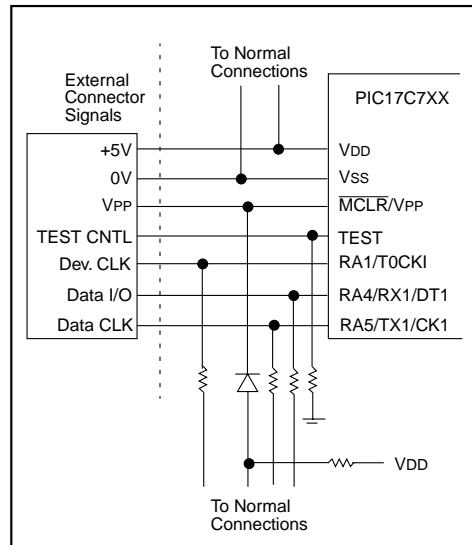 To Normal
Connections
External
Connector
Signals
PIC17C7XX
+5V
VDD
0V
VSS
VPP
MCLR/VPP
TEST CNTL
TEST
Dev. CLK
RA1/T0CKI
Data I/O
RA4/RX1/DT1
Data CLK
RA5/TX1/CK1
VDD
To Normal
Connections